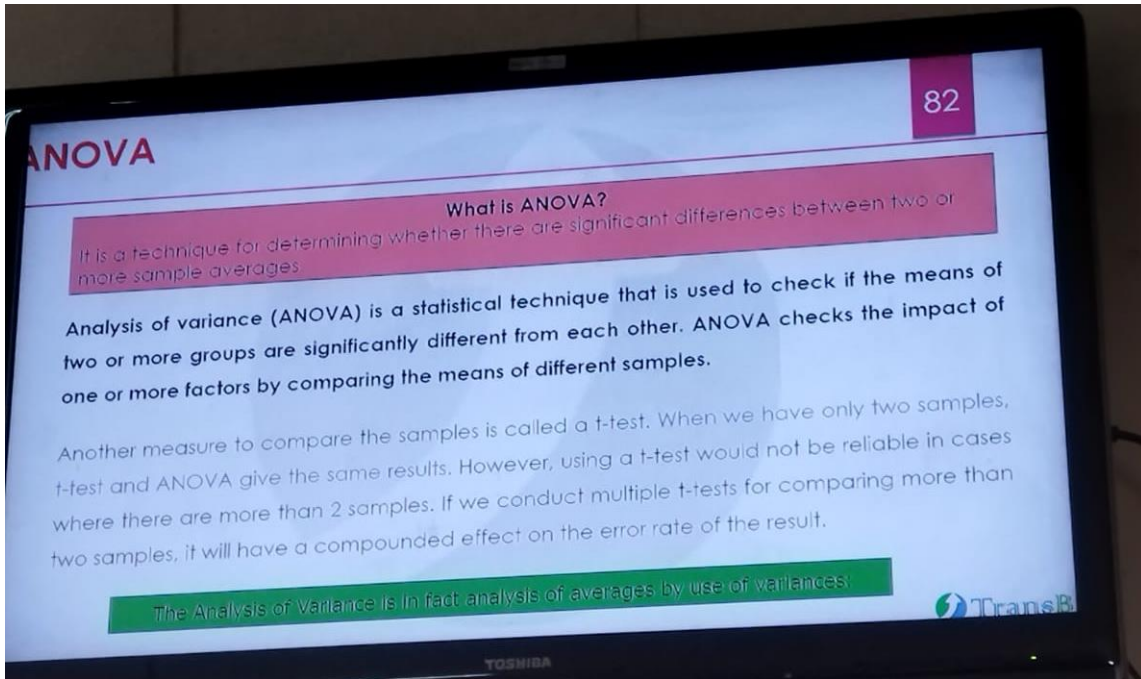 82
ANOVA
What is ANOVA?
It is a technique for determining whether there are significant differences between two or
more sample averages
Analysis of variance (ANOVA) is a statistical technique that is used to check if the means of
two or more groups are significantly different from each other. ANOVA checks the impact of
one or more factors by comparing the means of different samples.
Another measure to compare the samples is called a t-test. When we have only two samples,
t-test and ANOVA give the same results. However, using a t-test would not be reliable in cases
where there are more than 2 samples. If we conduct multiple t-tests for comparing more than
two samples, it will have a compounded effect on the error rate of the result.
The Analysis of Variance is in fact analysis of averages by use of variances.
TransB
TOSHIBA